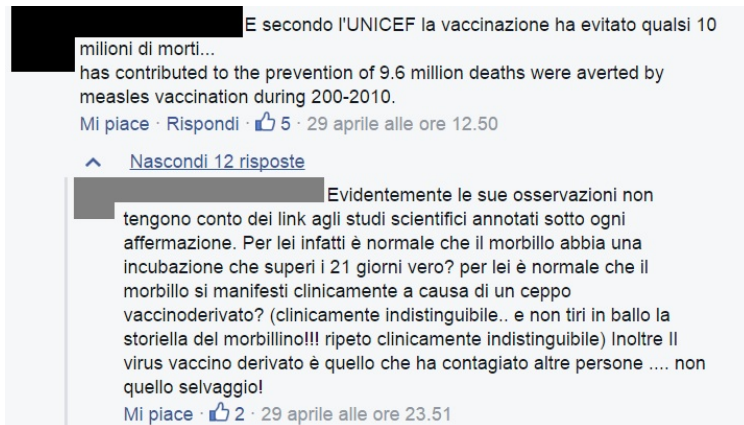 E secondo l'UNICEF la vaccinazione ha evitato qualsi 10
milioni di morti...
has contributed to the prevention of 9.6 million deaths were averted by
measles vaccination during 200-2010.
Mi piace · Rispondi · 5 · 29 aprile alle ore 12.50
Nascondi 12 risposte
Evidentemente le sue osservazioni non
tengono conto dei link agli studi scientifici annotati sotto ogni
affermazione. Per lei infatti è normale che il morbillo abbia una
incubazione che superi i 21 giorni vero? per lei è normale che il
morbillo si manifesti clinicamente a causa di un ceppo
vaccinoderivato? (clinicamente indistinguibile.. e non tiri in ballo la
storiella del morbillino!!! ripeto clinicamente indistinguibile) Inoltre Il
virus vaccino derivato è quello che ha contagiato altre persone .... non
quello selvaggio!
Mi piace · 2 · 29 aprile alle ore 23.51